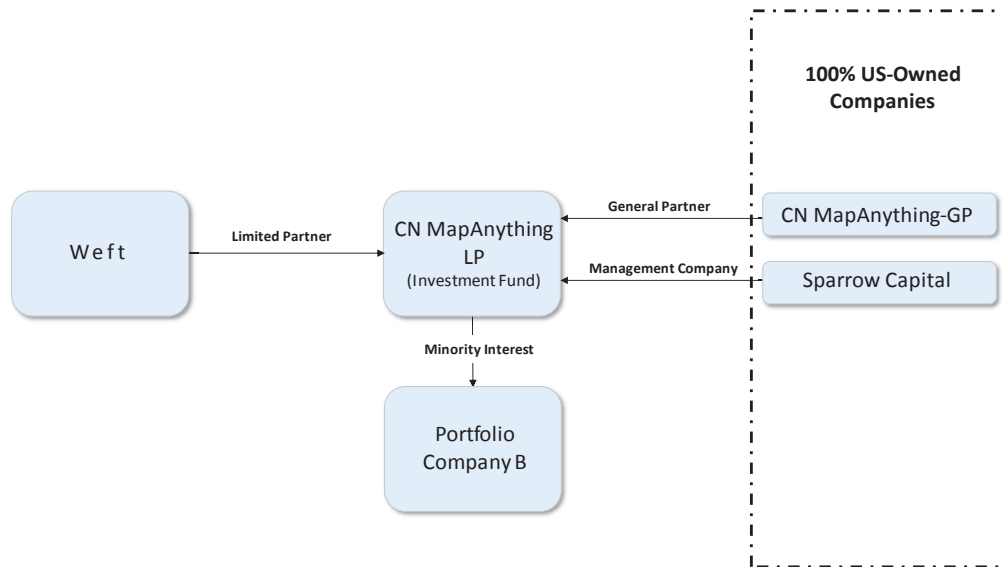 100% US-Owned
Companies
Weft
Limited Partner
CN MapAnything
LP
(Investment Fund)
General Partner
CN MapAnything-GP
Management Company
Sparrow Capital
Minority Interest
Portfolio
Company B